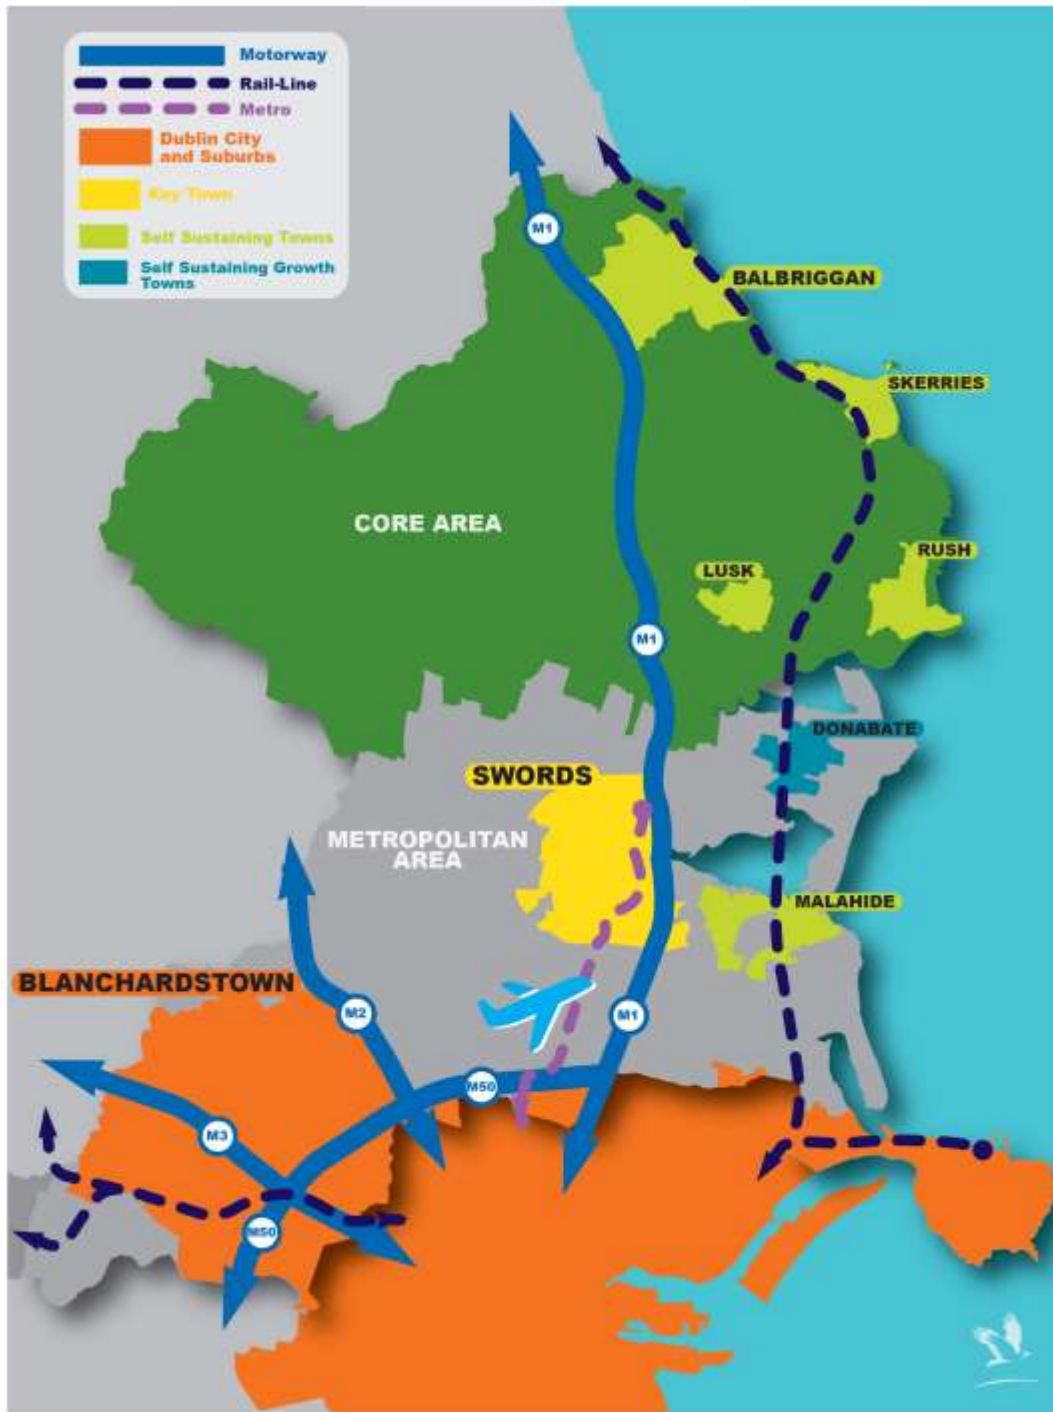 Motorway
Rail-Line
Metro
Dublin City
and Suburbs
Key Town
Self Sustaining Towns
Self Sustaining Growth
Towns
M1
BALBRIGGAN
SKERRIES
CORE AREA
RUSH
LUSK
M1
DONABATE
SWORDS
METROPOLITAN
AREA
MALAHIDE
BLANCHARDSTOWN
M2
M1
M50
M3
M50